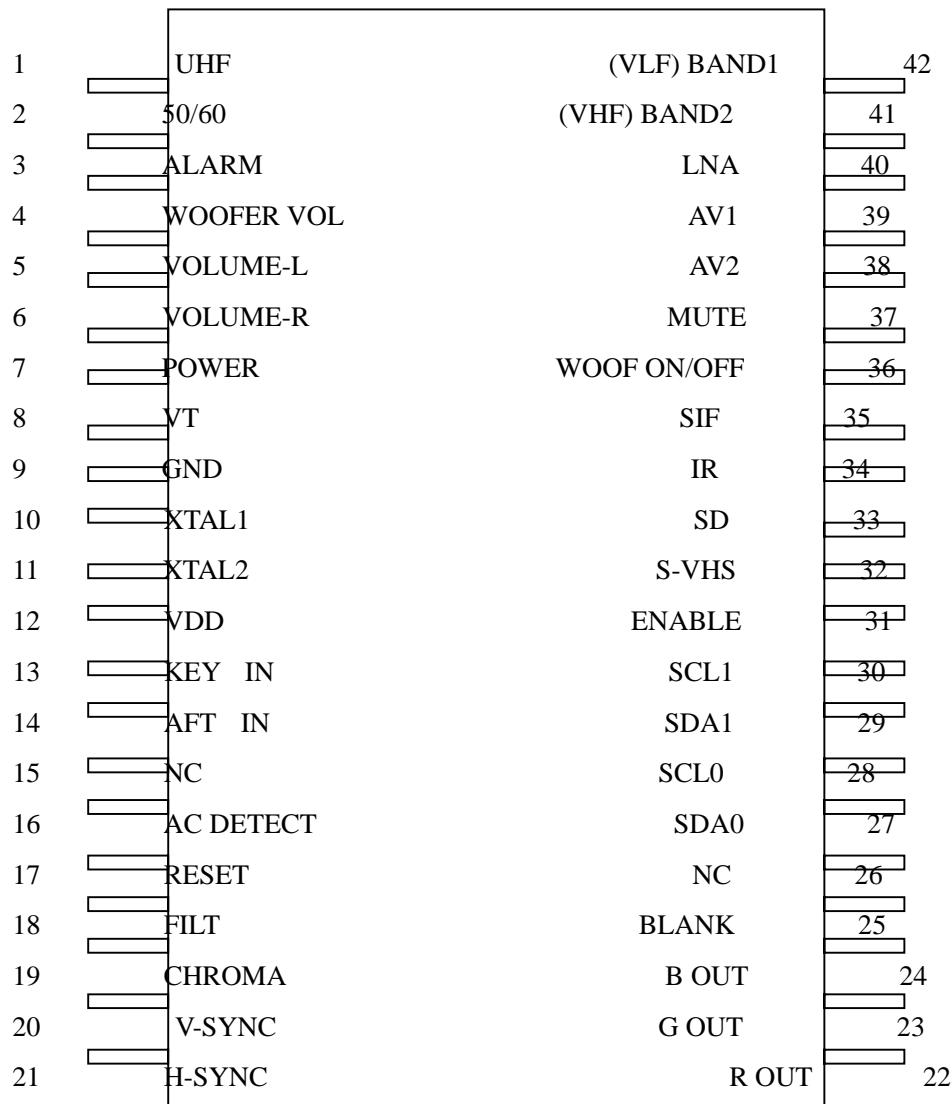 1 UHF (VLF) BAND1 42
2 50/60 (VHF) BAND2 41
3 ALARM LNA 40
4 WOOFER VOL AV1 39
5 VOLUME-L AV2 38
6 VOLUME-R MUTE 37
7 POWER WOOF ON/OFF 36
8 VT SIF 35
9 GND IR 34
10 XTAL1 SD 33
11 XTAL2 S-VHS 32
12 VDD ENABLE 31
13 KEY IN SCL1 30
14 AFT IN SDA1 29
15 NC SCL0 28
16 AC DETECT SDA0 27
17 RESET NC 26
18 FILT BLANK 25
19 CHROMA B OUT 24
20 V-SYNC G OUT 23
21 H-SYNC R OUT 22